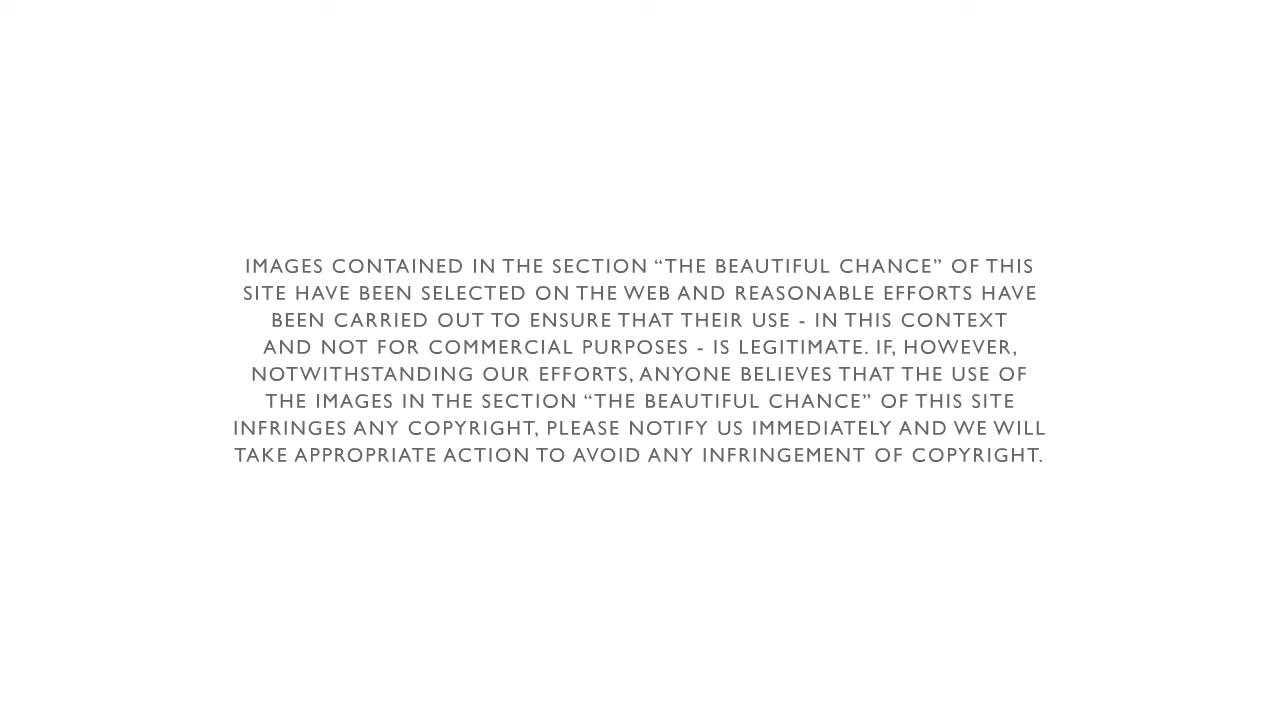 IMAGES CONTAINED IN THE SECTION “THE BEAUTIFUL CHANCE” OF THIS
SITE HAVE BEEN SELECTED ON THE WEB AND REASONABLE EFFORTS HAVE
BEEN CARRIED OUT TO ENSURE THAT THEIR USE - IN THIS CONTEXT
AND NOT FOR COMMERCIAL PURPOSES - IS LEGITIMATE. IF, HOWEVER,
NOTWITHSTANDING OUR EFFORTS, ANYONE BELIEVES THAT THE USE OF
THE IMAGES IN THE SECTION “THE BEAUTIFUL CHANCE” OF THIS SITE
INFRINGES ANY COPYRIGHT, PLEASE NOTIFY US IMMEDIATELY AND WE WILL
TAKE APPROPRIATE ACTION TO AVOID ANY INFRINGEMENT OF COPYRIGHT.